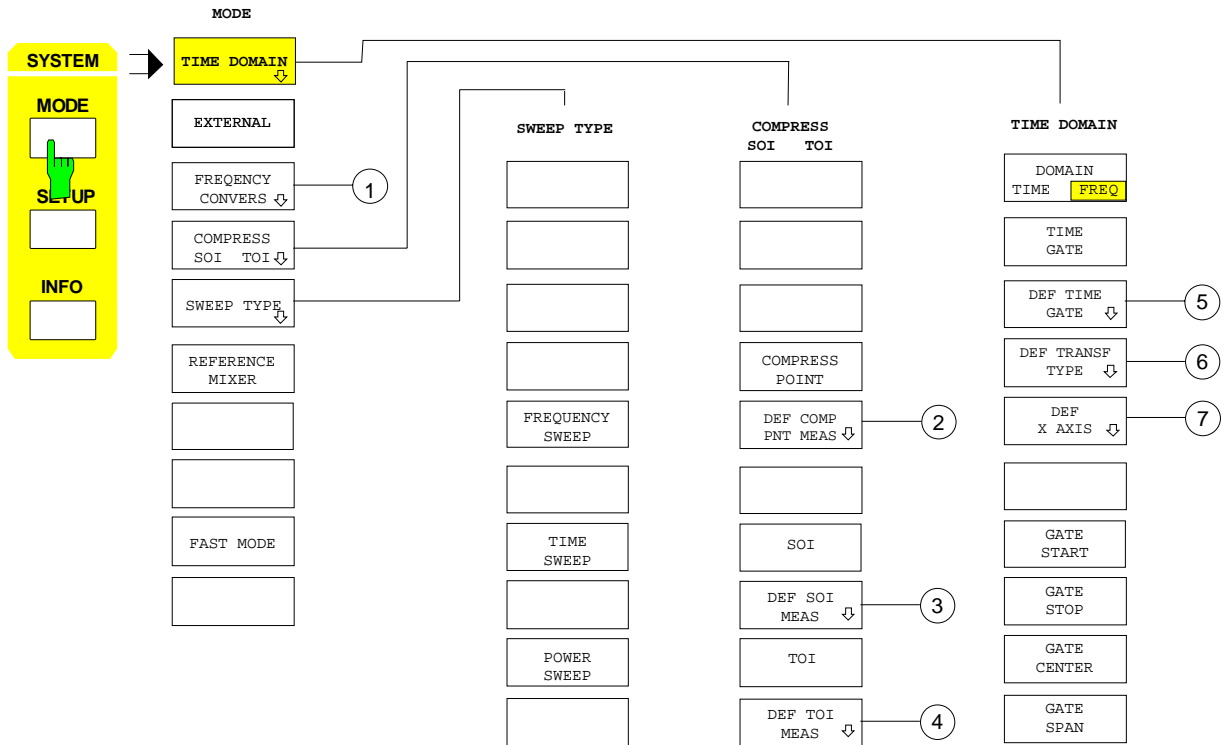 MODE
SYSTEM
MODE
SETUP
INFO
TIME DOMAIN
EXTERNAL
FREQENCY
CONVERS
1
COMPRESS
SOI TOI
SWEEP TYPE
REFERENCE
MIXER
FAST MODE
SWEEP TYPE
FREQUENCY
SWEEP
TIME
SWEEP
POWER
SWEEP
COMPRESS
SOI TOI
COMPRESS
POINT
DEF COMP
PNT MEAS
2
SOI
DEF SOI
MEAS
3
TOI
DEF TOI
MEAS
4
TIME DOMAIN
DOMAIN
TIME FREQ
TIME
GATE
DEF TIME
GATE
5
DEF TRANSF
TYPE
6
DEF
X AXIS
7
GATE
START
GATE
STOP
GATE
CENTER
GATE
SPAN